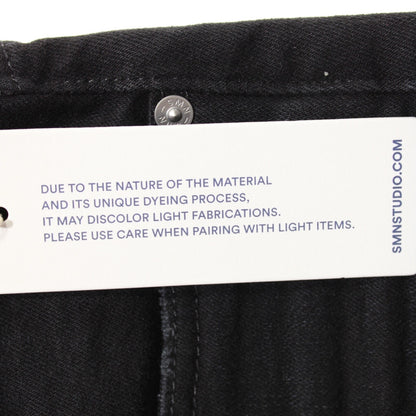 SMN
DUE TO THE NATURE OF THE MATERIAL
AND ITS UNIQUE DYEING PROCESS,
IT MAY DISCOLOR LIGHT FABRICATIONS.
PLEASE USE CARE WHEN PAIRING WITH LIGHT ITEMS.
SMNSTUDIO.COM